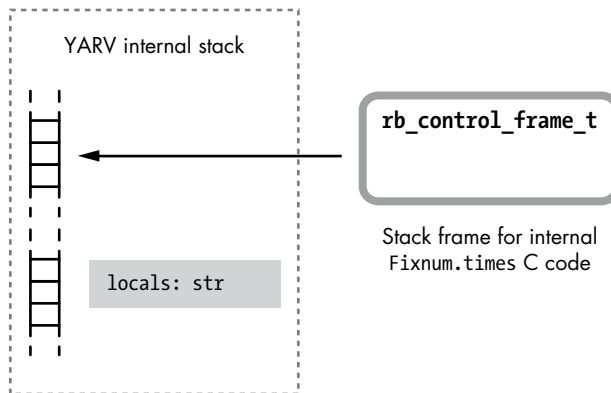 YARV internal stack
rb_control_frame_t
Stack frame for internal
Fixnum.times C code
locals: str